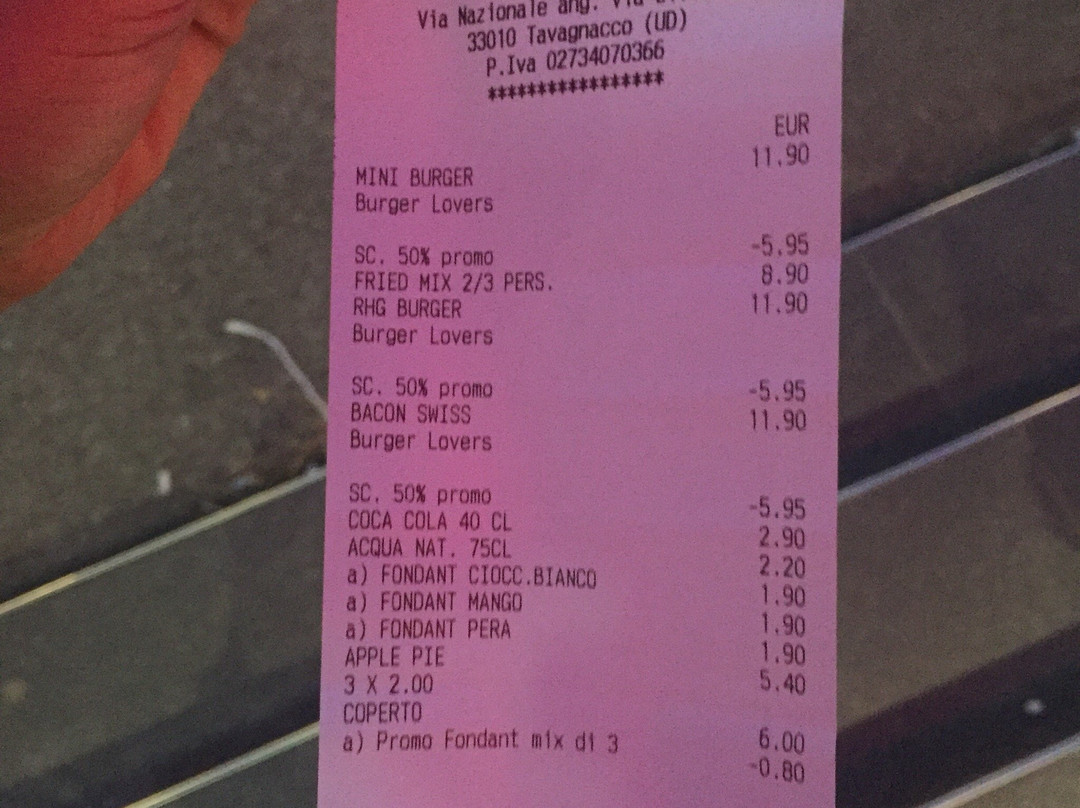 Via Nazionale ang. Via
33010 Tavagnacco (UD)
P.Iva 02734070366
******************
EUR
MINI BURGER 11.90
Burger Lovers
SC. 50% promo -5.95
FRIED MIX 2/3 PERS. 8.90
RHG BURGER 11.90
Burger Lovers
SC. 50% promo -5.95
BACON SWISS 11.90
Burger Lovers
SC. 50% promo -5.95
COCA COLA 40 CL 2.90
ACQUA NAT. 75CL 2.20
a) FONDANT CIOCC.BIANCO 1.90
a) FONDANT MANGO 1.90
a) FONDANT PERA 1.90
APPLE PIE 5.40
3 X 2.00
COPERTO 6.00
a) Promo Fondant mix di 3 -0.80